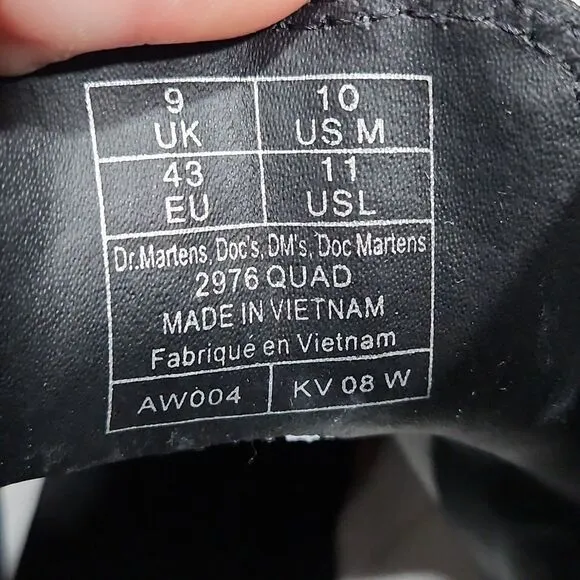 9 UK
10 US M
43 EU
11 USL
Dr.Martens, Doc's, DM's, Doc Martens
2976 QUAD
MADE IN VIETNAM
Fabriqué en Vietnam
AW004
KV 08 W